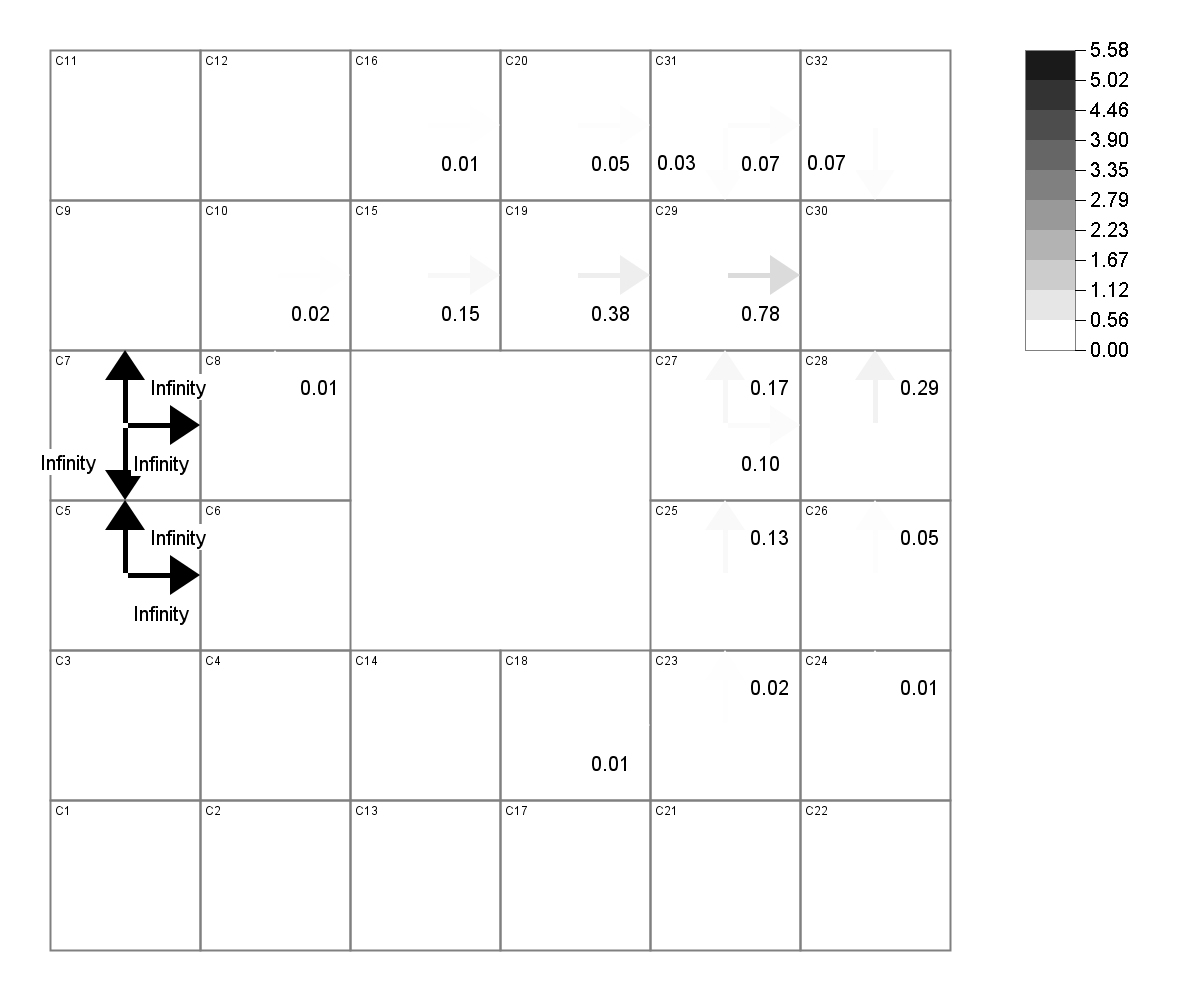 5.58
C11 C12 C16 C20 C31 C32
5.02
4.46
3.90
0.01 0.05 0.03 0.07 0.07
3.35
2.79
C9 C10 C15 C19 C29 C30
2.23
1.67
1.12
0.02 0.15 0.38 0.78
0.56
0.00
C7 C8 C27 C28
Infinity 0.01 0.17 0.29
Infinity Infinity 0.10
C5 C6 C25 C26
Infinity 0.13 0.05
Infinity
C3 C4 C14 C18 C23 C24
0.02 0.01
0.01
C1 C2 C13 C17 C21 C22